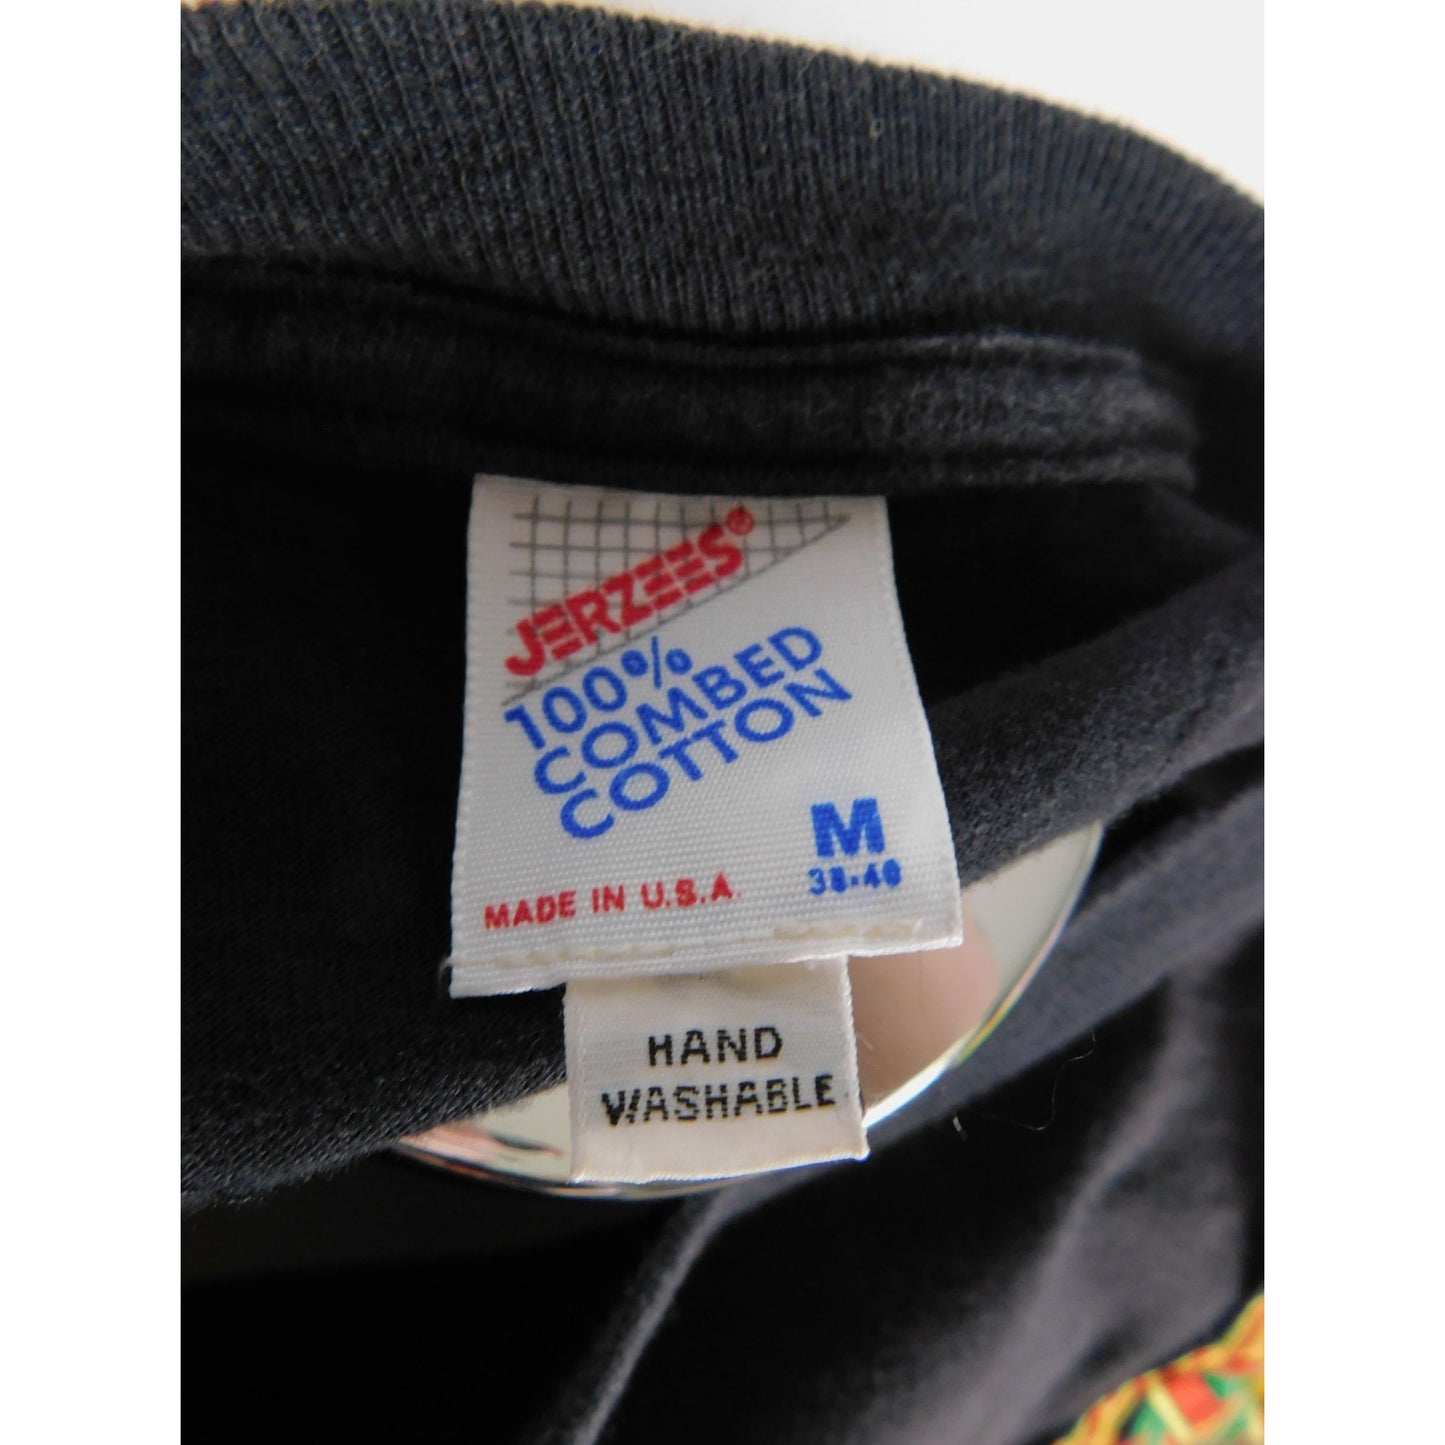 JERZEES®
100%
COMBED
COTTON
M
38-40
MADE IN U.S.A.
HAND
WASHABLE